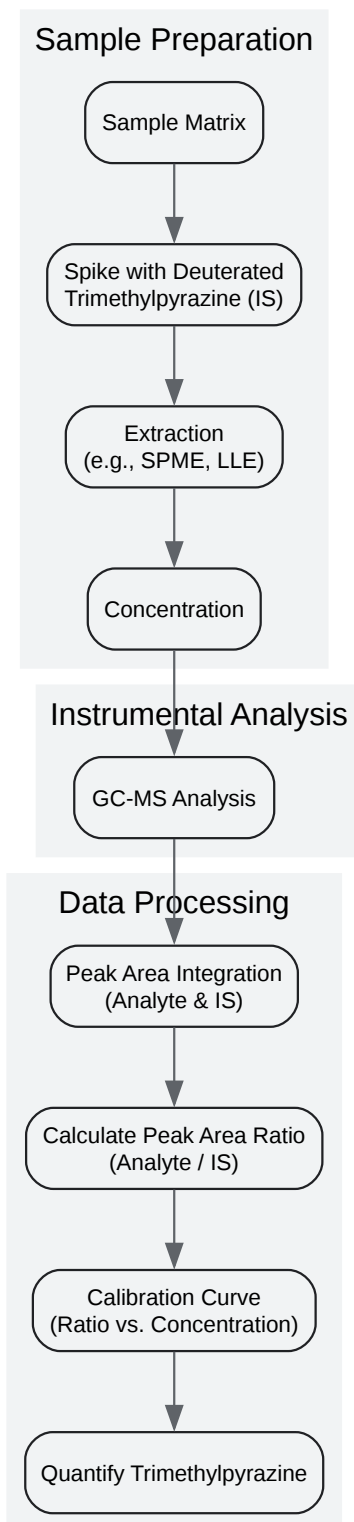 Sample Preparation
Sample Matrix
Spike with Deuterated
Trimethylpyrazine (IS)
Extraction
(e.g., SPME, LLE)
Concentration
Instrumental Analysis
GC-MS Analysis
Data Processing
Peak Area Integration
(Analyte & IS)
Calculate Peak Area Ratio
(Analyte / IS)
Calibration Curve
(Ratio vs. Concentration)
Quantify Trimethylpyrazine